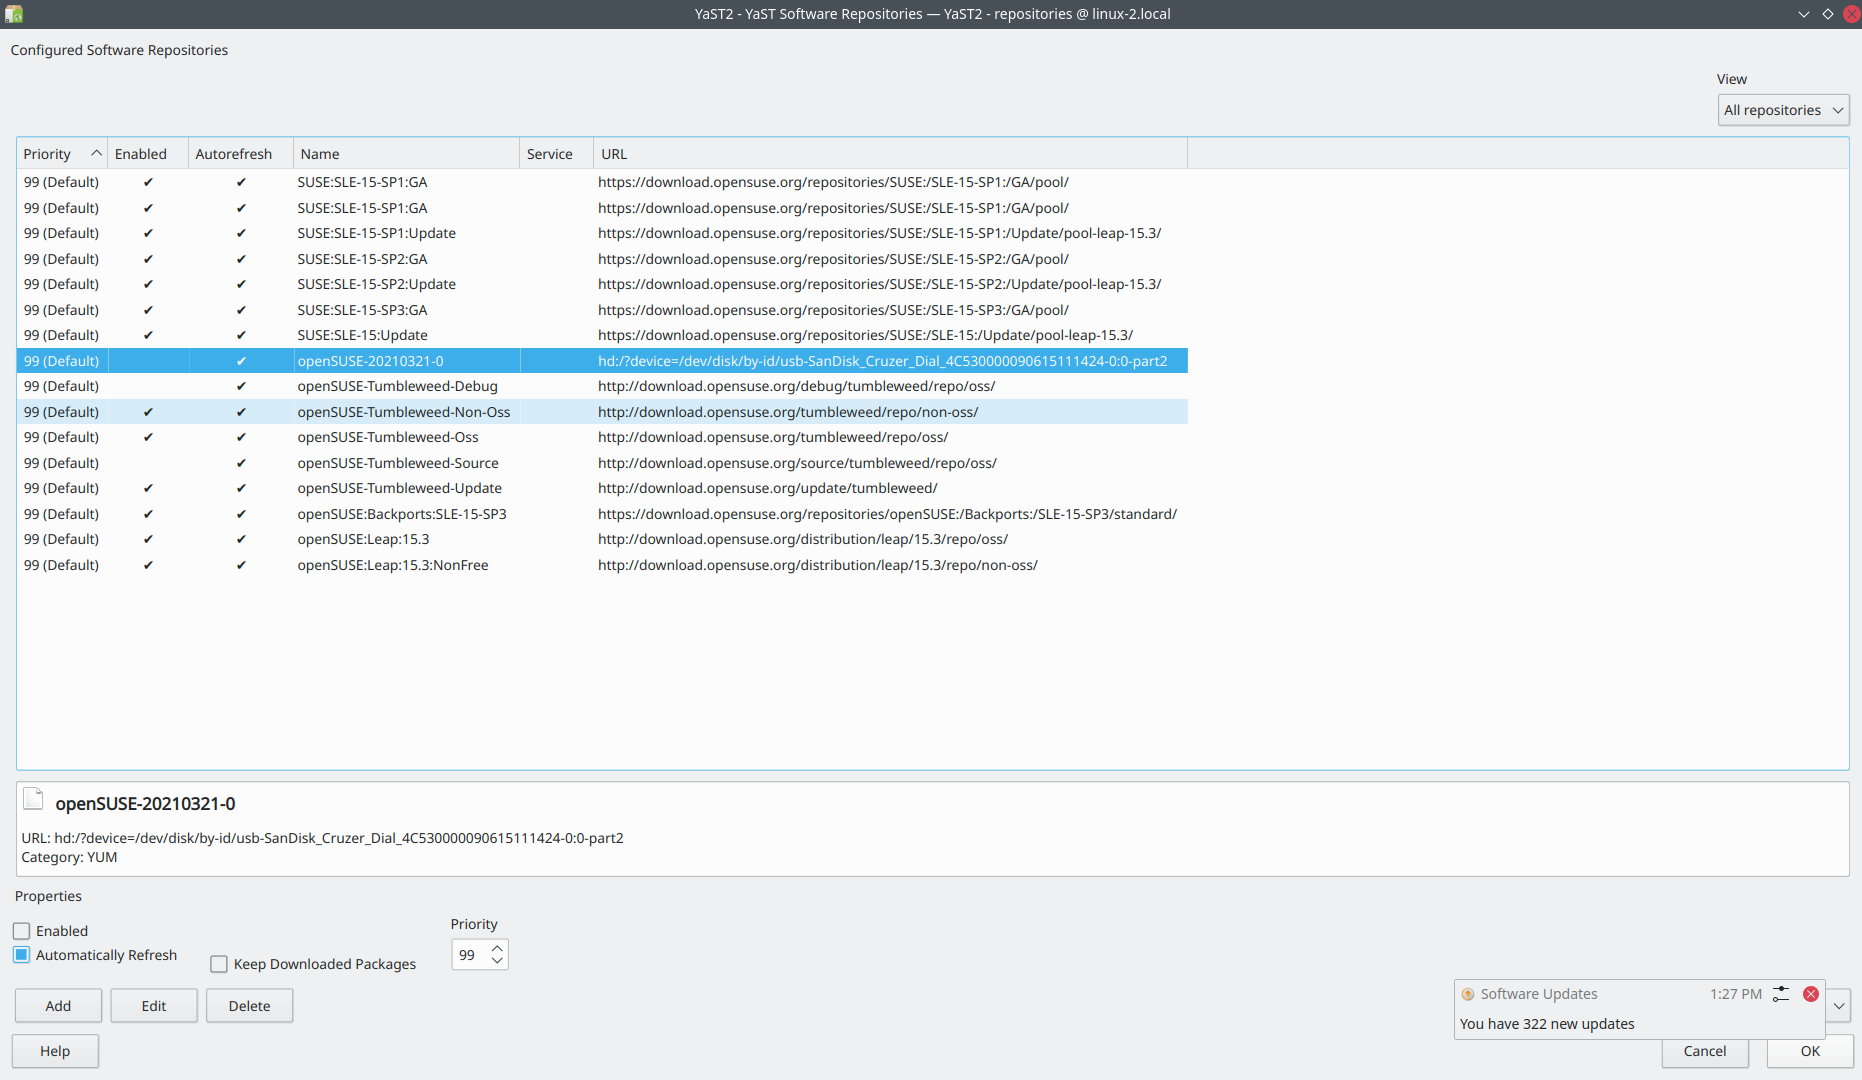 YaST2 - YaST Software Repositories — YaST2 - repositories @ linux-2.local
Configured Software Repositories
View
All repositories
Priority Enabled Autorefresh Name Service URL
99 (Default) ✔ ✔ SUSE:SLE-15-SP1:GA https://download.opensuse.org/repositories/SUSE:/SLE-15-SP1:/GA/pool/
99 (Default) ✔ ✔ SUSE:SLE-15-SP1:GA https://download.opensuse.org/repositories/SUSE:/SLE-15-SP1:/GA/pool/
99 (Default) ✔ ✔ SUSE:SLE-15-SP1:Update https://download.opensuse.org/repositories/SUSE:/SLE-15-SP1:/Update/pool-leap-15.3/
99 (Default) ✔ ✔ SUSE:SLE-15-SP2:GA https://download.opensuse.org/repositories/SUSE:/SLE-15-SP2:/GA/pool/
99 (Default) ✔ ✔ SUSE:SLE-15-SP2:Update https://download.opensuse.org/repositories/SUSE:/SLE-15-SP2:/Update/pool-leap-15.3/
99 (Default) ✔ ✔ SUSE:SLE-15-SP3:GA https://download.opensuse.org/repositories/SUSE:/SLE-15-SP3:/GA/pool/
99 (Default) ✔ ✔ SUSE:SLE-15:Update https://download.opensuse.org/repositories/SUSE:/SLE-15:/Update/pool-leap-15.3/
99 (Default) ✔ openSUSE-20210321-0 hd:/?device=/dev/disk/by-id/usb-SanDisk_Cruzer_Dial_4C530000090615111424-0:0-part2
99 (Default) ✔ openSUSE-Tumbleweed-Debug http://download.opensuse.org/debug/tumbleweed/repo/oss/
99 (Default) ✔ ✔ openSUSE-Tumbleweed-Non-Oss http://download.opensuse.org/tumbleweed/repo/non-oss/
99 (Default) ✔ ✔ openSUSE-Tumbleweed-Oss http://download.opensuse.org/tumbleweed/repo/oss/
99 (Default) ✔ openSUSE-Tumbleweed-Source http://download.opensuse.org/source/tumbleweed/repo/oss/
99 (Default) ✔ ✔ openSUSE-Tumbleweed-Update http://download.opensuse.org/update/tumbleweed/
99 (Default) ✔ ✔ openSUSE:Backports:SLE-15-SP3 https://download.opensuse.org/repositories/openSUSE:/Backports:/SLE-15-SP3/standard/
99 (Default) ✔ ✔ openSUSE:Leap:15.3 http://download.opensuse.org/distribution/leap/15.3/repo/oss/
99 (Default) ✔ ✔ openSUSE:Leap:15.3:NonFree http://download.opensuse.org/distribution/leap/15.3/repo/non-oss/
openSUSE-20210321-0
URL: hd:/?device=/dev/disk/by-id/usb-SanDisk_Cruzer_Dial_4C530000090615111424-0:0-part2
Category: YUM
Properties
Enabled
Automatically Refresh
Keep Downloaded Packages
Priority
99
Add Edit Delete
Software Updates 1:27 PM
You have 322 new updates
Help Cancel OK